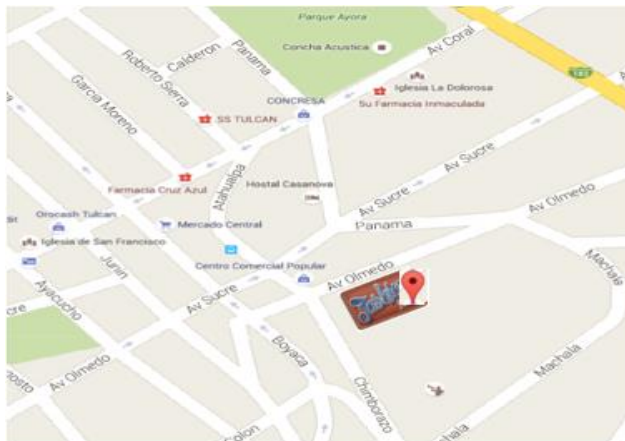 Parque Ayora
Concha Acustica
Av Coral
Panama
Calderon
Roberto Sierra
Garcia Moreno
182
Iglesia La Dolorosa
Su Farmacia Inmaculada
CONCRESA
SS TULCAN
Av Sucre
Farmacia Cruz Azul
Atahualpa
Hostal Casanova
Av Sucre
Av Olmedo
Orocash Tulcan
Mercado Central
Panama
Iglesia de San Francisco
Centro Comercial Popular
Machala
Junin
Av Olmedo
Ayacucho
Av Sucre
Av Olmedo
Boyaca
Chimborazo
Machala
Colon